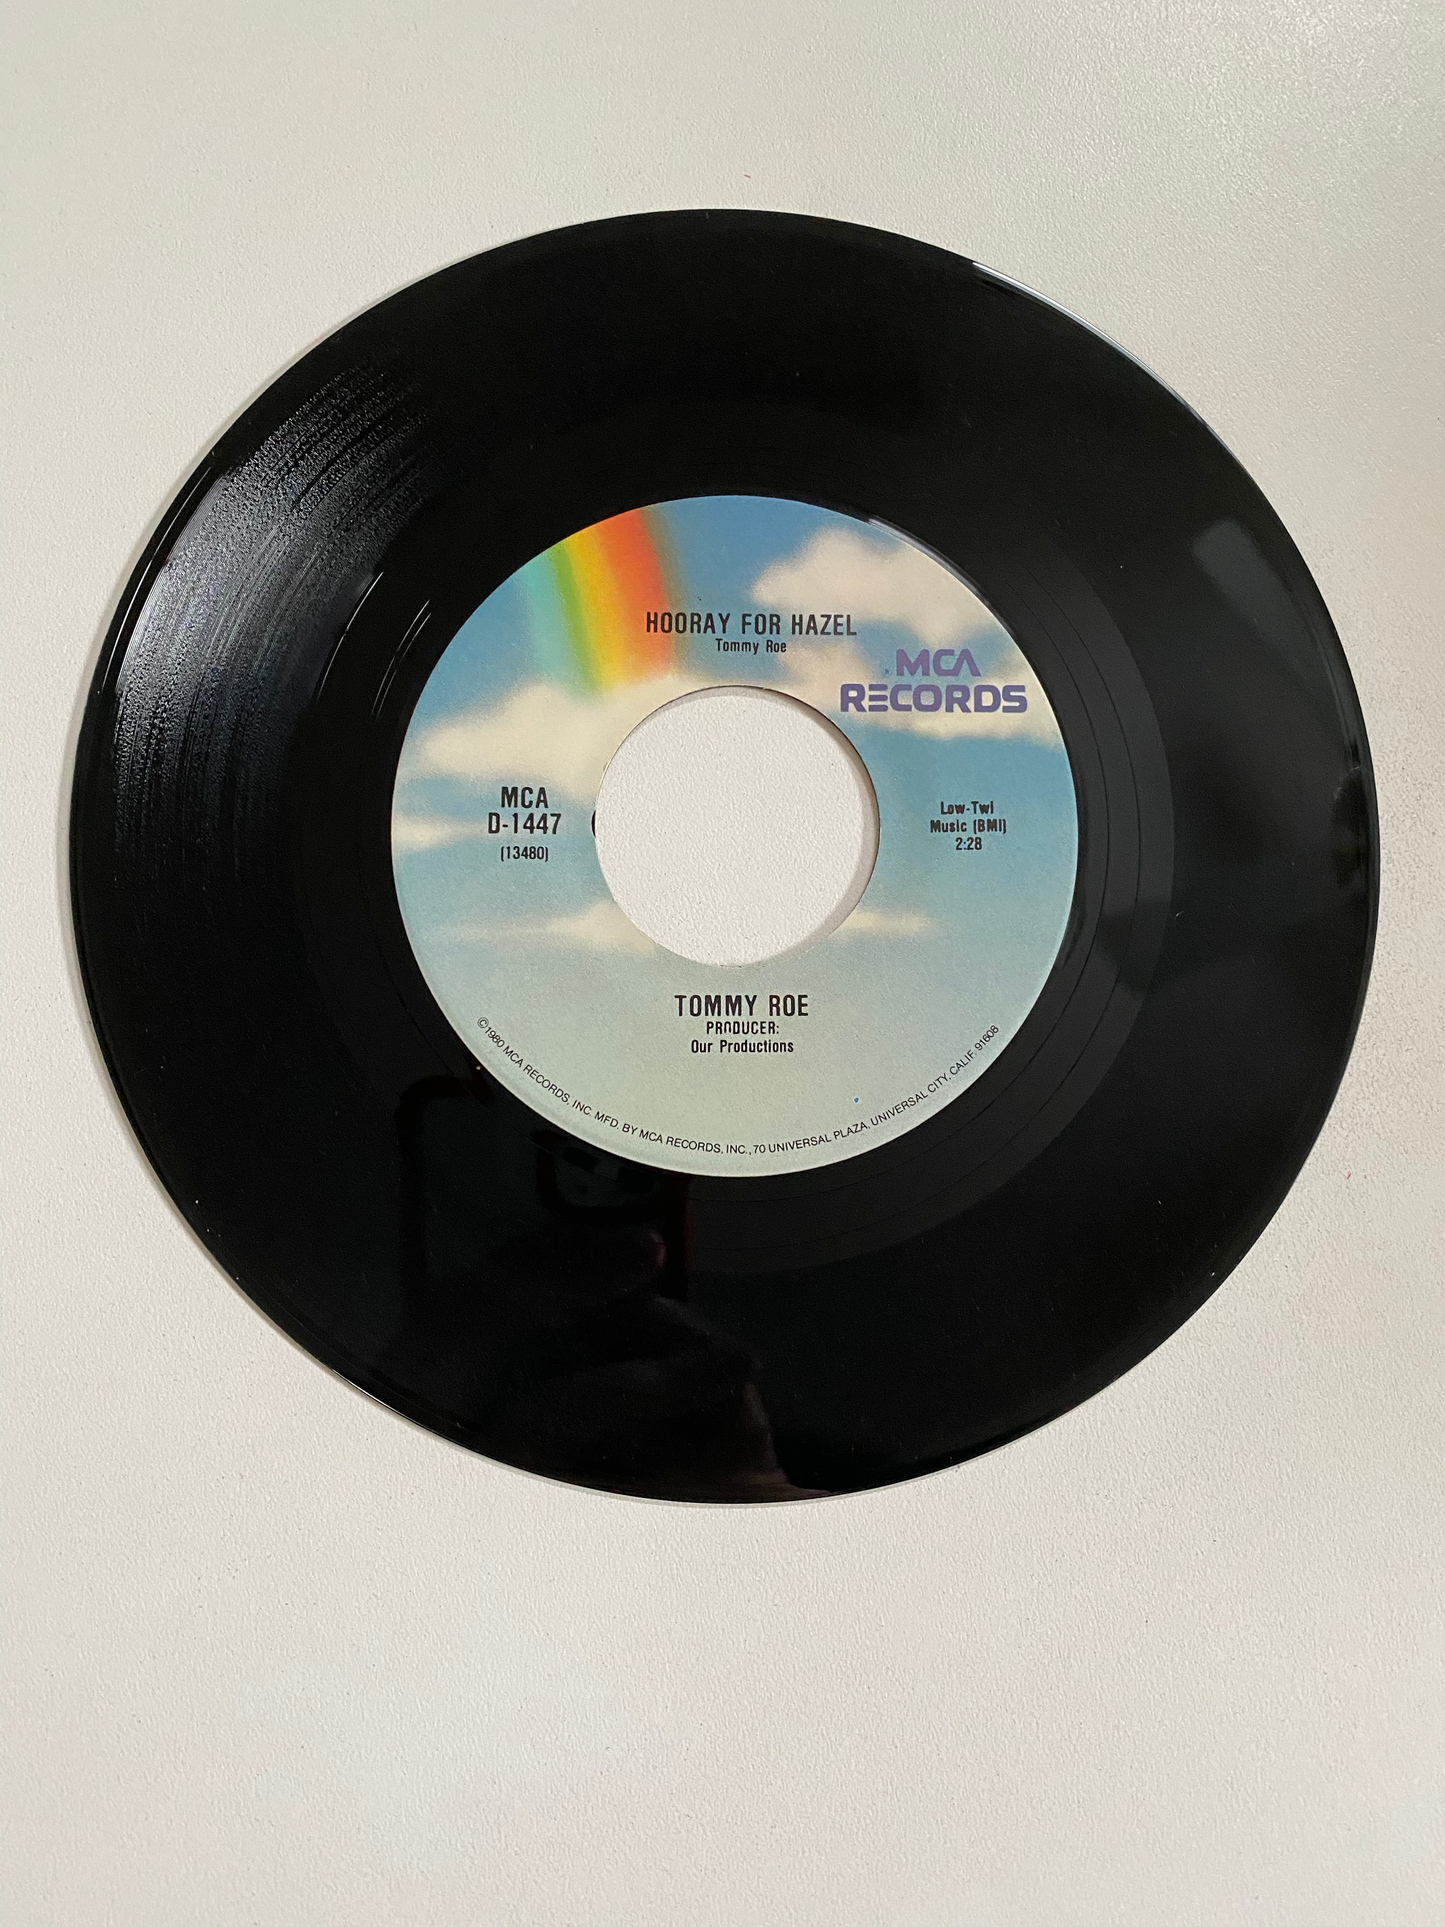 HOORAY FOR HAZEL
Tommy Roe
MCA
RECORDS
MCA
D-1447
(13480)
Low-Twi
Music (BMI)
2:28
TOMMY ROE
PRODUCER:
Our Productions
©1980 MCA RECORDS, INC. MFD. BY MCA RECORDS, INC., 70 UNIVERSAL PLAZA, UNIVERSAL CITY, CALIF. 91608